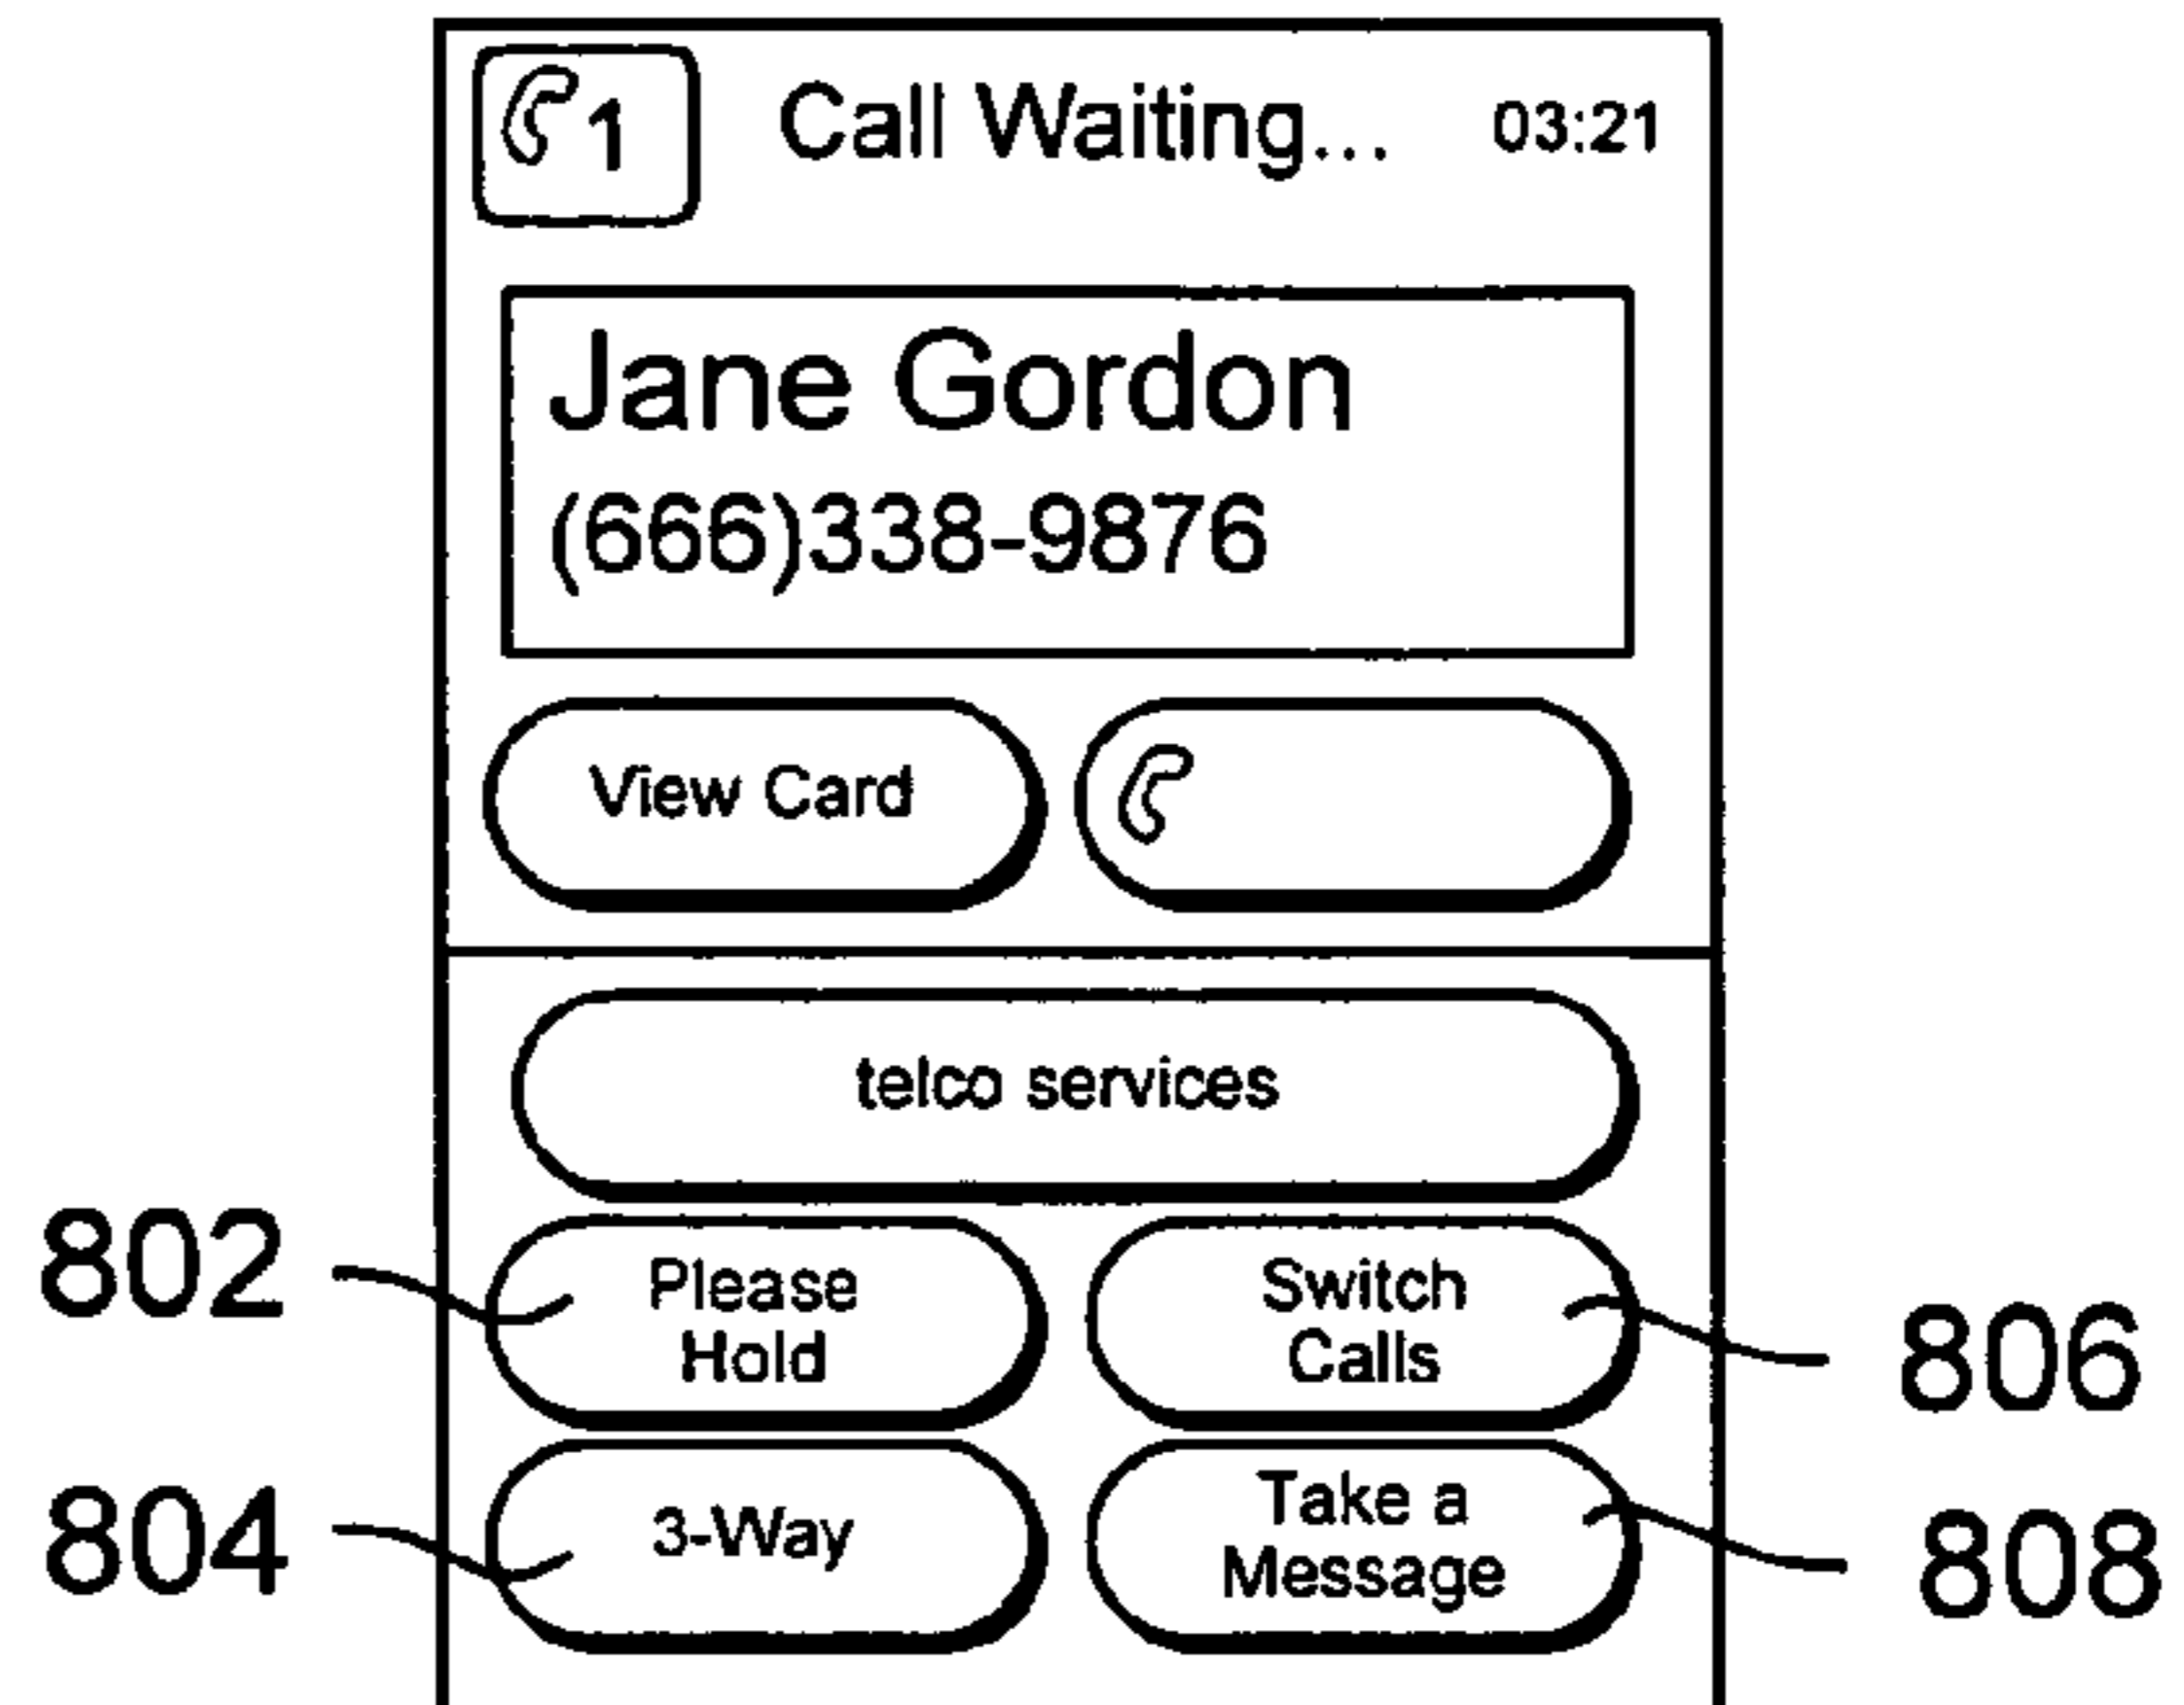 1 Call Waiting... 03:21
Jane Gordon
(666)338-9876
View Card
telco services
802 Please Hold
Switch Calls 806
804 3-Way
Take a Message 808